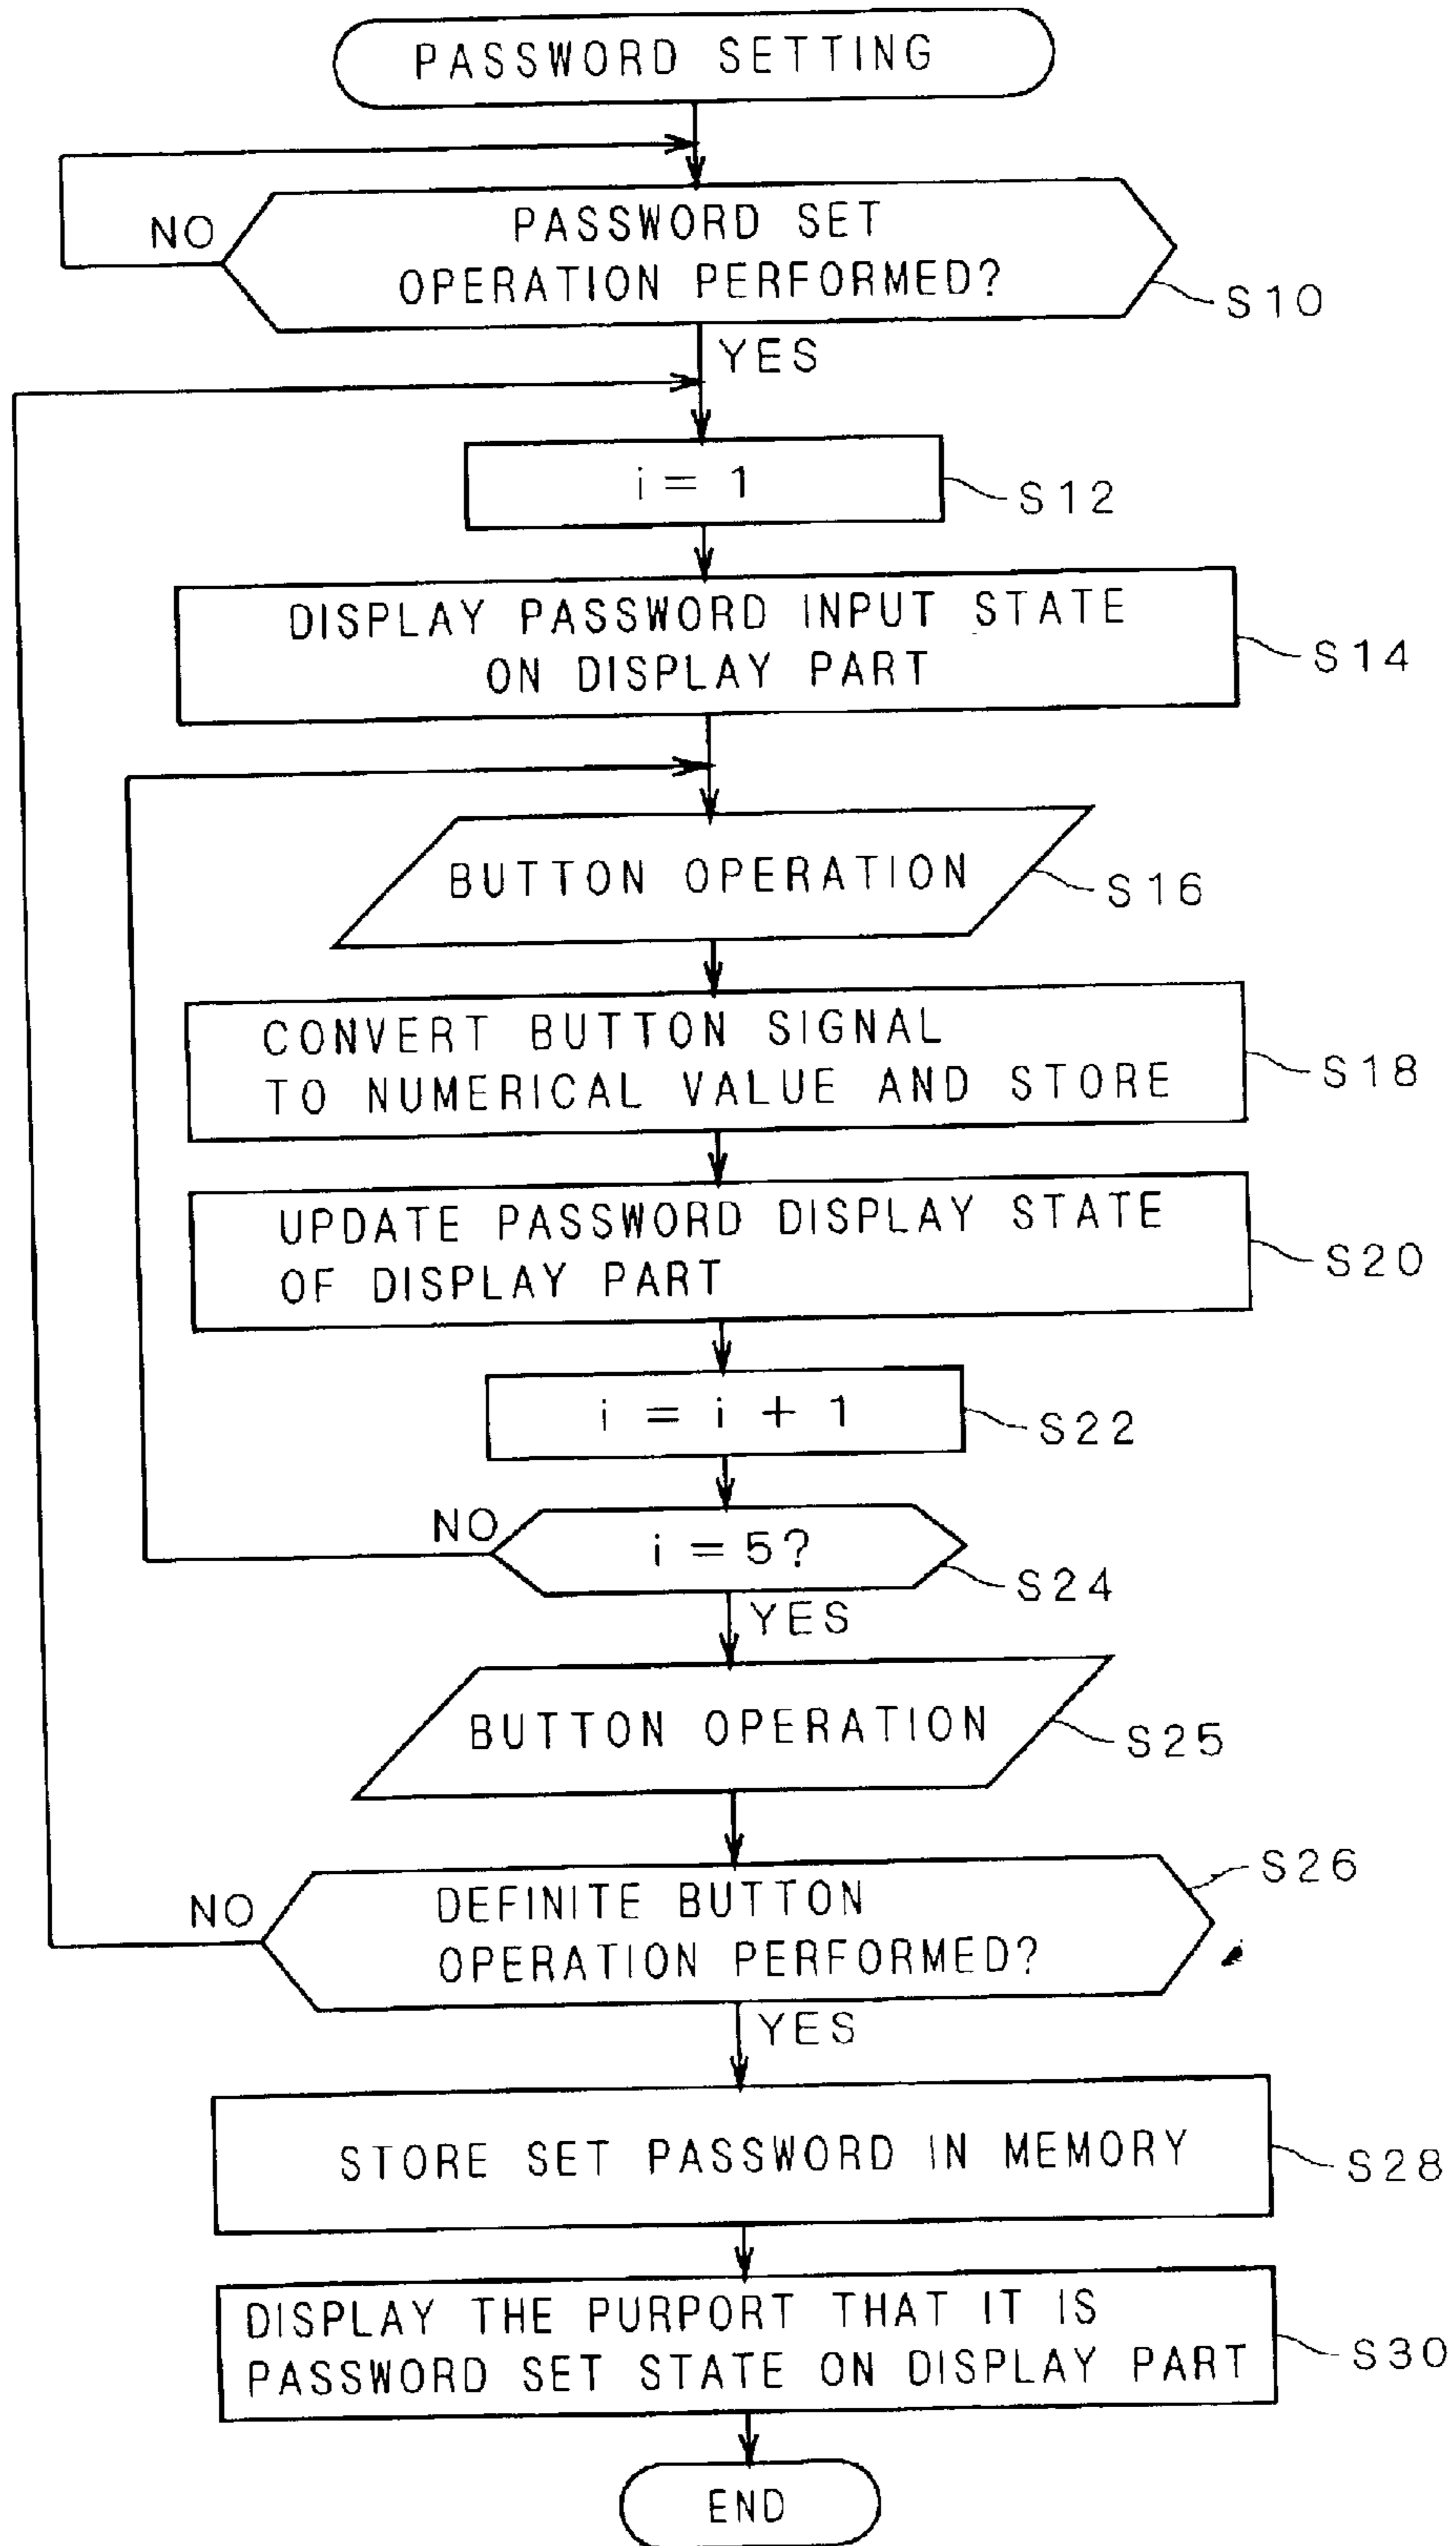 PASSWORD SETTING
NO
PASSWORD SET
OPERATION PERFORMED?
S10
YES
i = 1
S12
DISPLAY PASSWORD INPUT STATE
ON DISPLAY PART
S14
BUTTON OPERATION
S16
CONVERT BUTTON SIGNAL
TO NUMERICAL VALUE AND STORE
S18
UPDATE PASSWORD DISPLAY STATE
OF DISPLAY PART
S20
i = i + 1
S22
NO
i = 5?
S24
YES
BUTTON OPERATION
S25
NO
DEFINITE BUTTON
OPERATION PERFORMED?
S26
YES
STORE SET PASSWORD IN MEMORY
S28
DISPLAY THE PURPORT THAT IT IS
PASSWORD SET STATE ON DISPLAY PART
S30
END